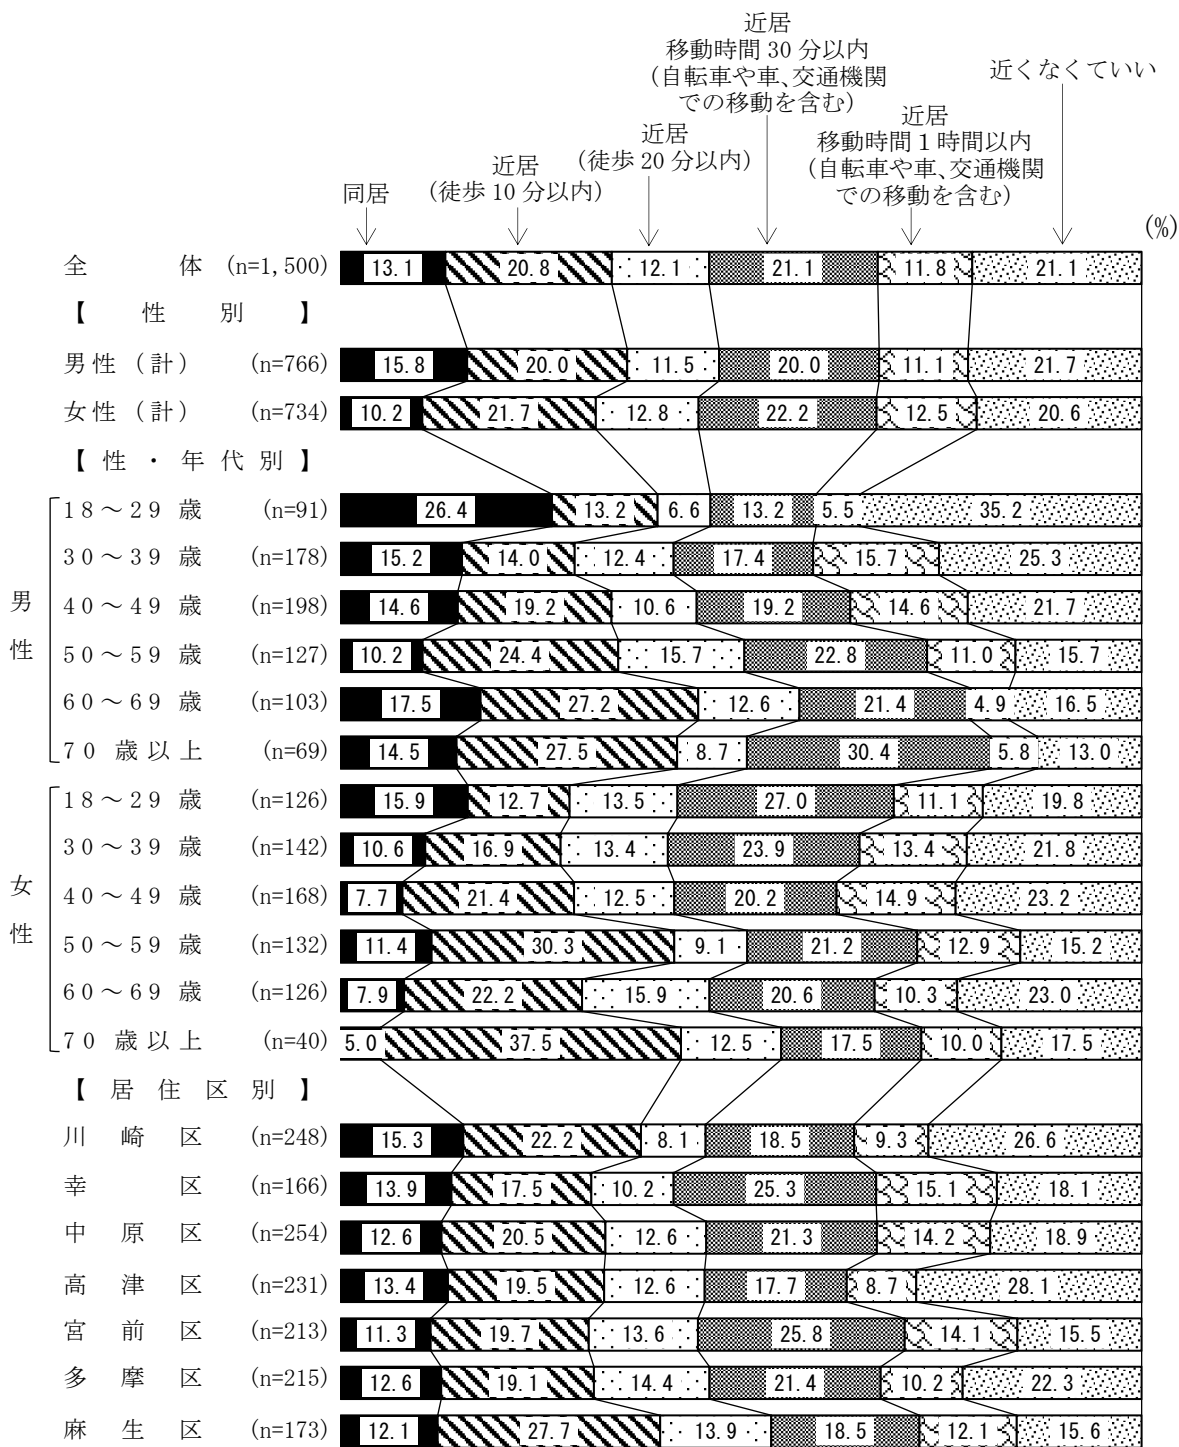 近居
移動時間 30 分以内
(自転車や車、交通機関
での移動を含む)
近くなくていい
近居
移動時間 1 時間以内
(自転車や車、交通機関
での移動を含む)
近居
(徒歩 20 分以内)
近居
(徒歩 10 分以内)
同居
(%)
全体 (n=1,500) 13.1 20.8 12.1 21.1 11.8 21.1
【性別】
男性(計) (n=766) 15.8 20.0 11.5 20.0 11.1 21.7
女性(計) (n=734) 10.2 21.7 12.8 22.2 12.5 20.6
【性・年代別】
男性
18~29 歳 (n=91) 26.4 13.2 6.6 13.2 5.5 35.2
30~39 歳 (n=178) 15.2 14.0 12.4 17.4 15.7 25.3
40~49 歳 (n=198) 14.6 19.2 10.6 19.2 14.6 21.7
50~59 歳 (n=127) 10.2 24.4 15.7 22.8 11.0 15.7
60~69 歳 (n=103) 17.5 27.2 12.6 21.4 4.9 16.5
70 歳以上 (n=69) 14.5 27.5 8.7 30.4 5.8 13.0
女性
18~29 歳 (n=126) 15.9 12.7 13.5 27.0 11.1 19.8
30~39 歳 (n=142) 10.6 16.9 13.4 23.9 13.4 21.8
40~49 歳 (n=168) 7.7 21.4 12.5 20.2 14.9 23.2
50~59 歳 (n=132) 11.4 30.3 9.1 21.2 12.9 15.2
60~69 歳 (n=126) 7.9 22.2 15.9 20.6 10.3 23.0
70 歳以上 (n=40) 5.0 37.5 12.5 17.5 10.0 17.5
【居住区別】
川崎区 (n=248) 15.3 22.2 8.1 18.5 9.3 26.6
幸区 (n=166) 13.9 17.5 10.2 25.3 15.1 18.1
中原区 (n=254) 12.6 20.5 12.6 21.3 14.2 18.9
高津区 (n=231) 13.4 19.5 12.6 17.7 8.7 28.1
宮前区 (n=213) 11.3 19.7 13.6 25.8 14.1 15.5
多摩区 (n=215) 12.6 19.1 14.4 21.4 10.2 22.3
麻生区 (n=173) 12.1 27.7 13.9 18.5 12.1 15.6